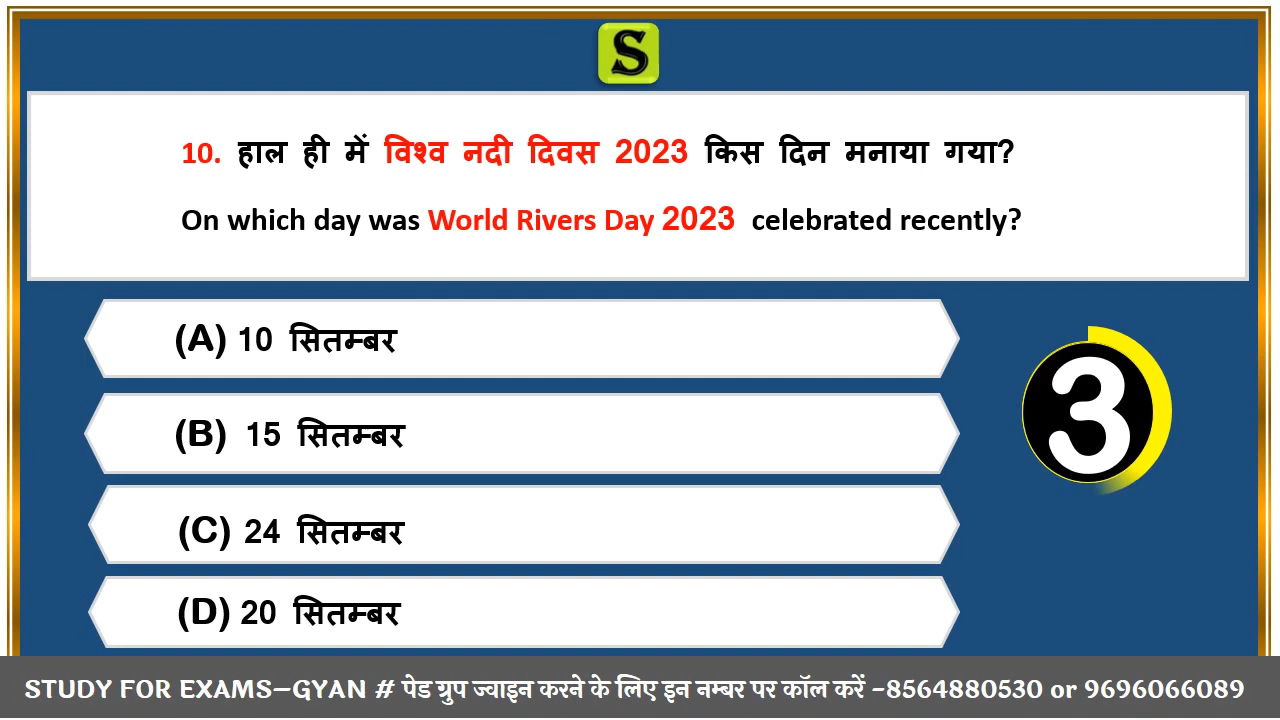 S
10. हाल ही में विश्व नदी दिवस 2023 किस दिन मनाया गया?
On which day was World Rivers Day 2023 celebrated recently?
(A) 10 सितम्बर
(B) 15 सितम्बर
3
(C) 24 सितम्बर
(D) 20 सितम्बर
STUDY FOR EXAMS-GYAN # पेड ग्रुप ज्वाइन करने के लिए इन नम्बर पर कॉल करें -8564880530 or 9696066089